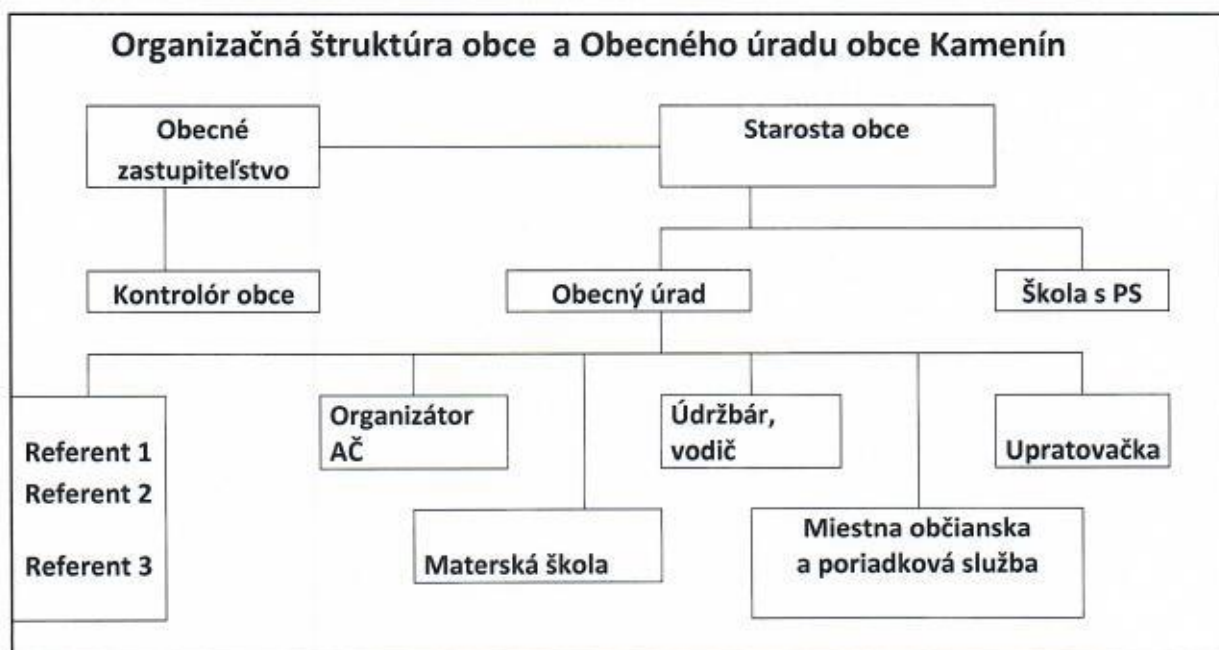 Organizačná štruktúra obce a Obecného úradu obce Kamenín
Obecné
zastupiteľstvo
Starosta obce
Kontrolór obce
Obecný úrad
Škola s PS
Referent 1
Referent 2
Referent 3
Organizátor
AČ
Údržbár,
vodič
Upratovačka
Materská škola
Miestna občianska
a poriadková služba